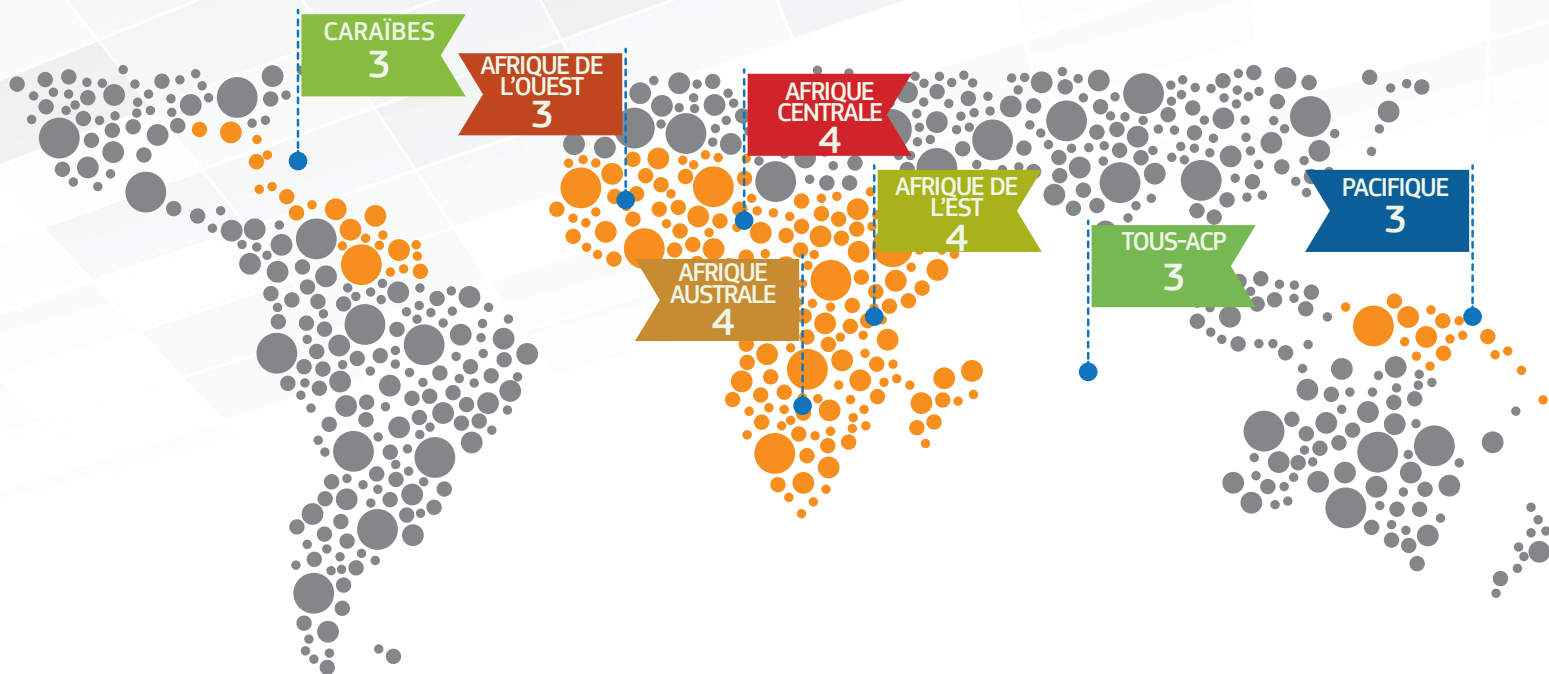 CARAÏBES
3
AFRIQUE DE
L'OUEST
3
AFRIQUE
CENTRALE
4
AFRIQUE DE
L'EST
4
AFRIQUE
AUSTRALE
4
TOUS-ACP
3
PACIFIQUE
3